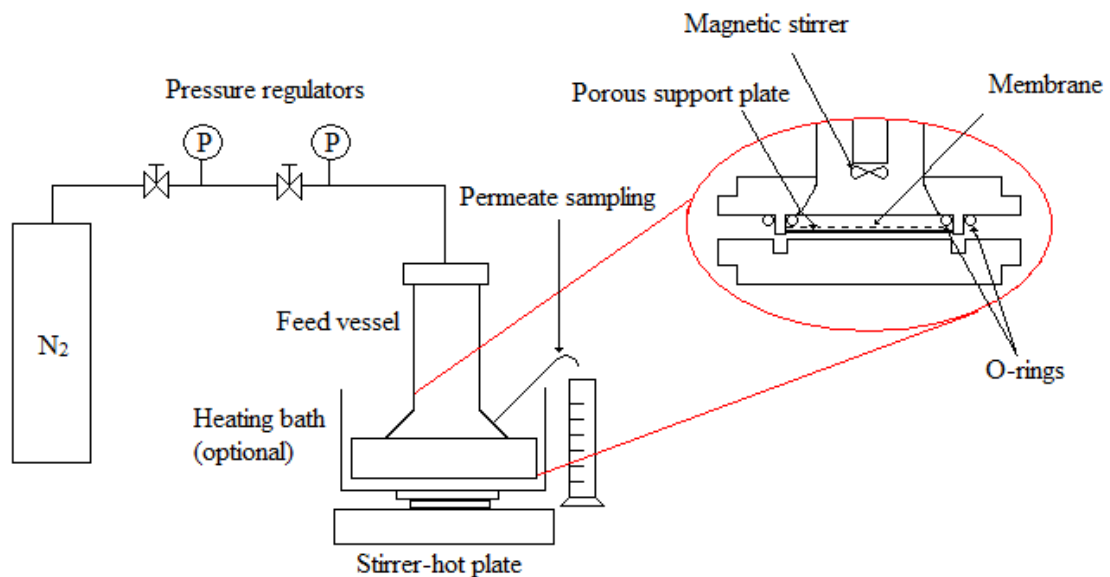 Magnetic stirrer
Pressure regulators
Porous support plate
Membrane
P
P
Permeate sampling
Feed vessel
N₂
O-rings
Heating bath
(optional)
Stirrer-hot plate